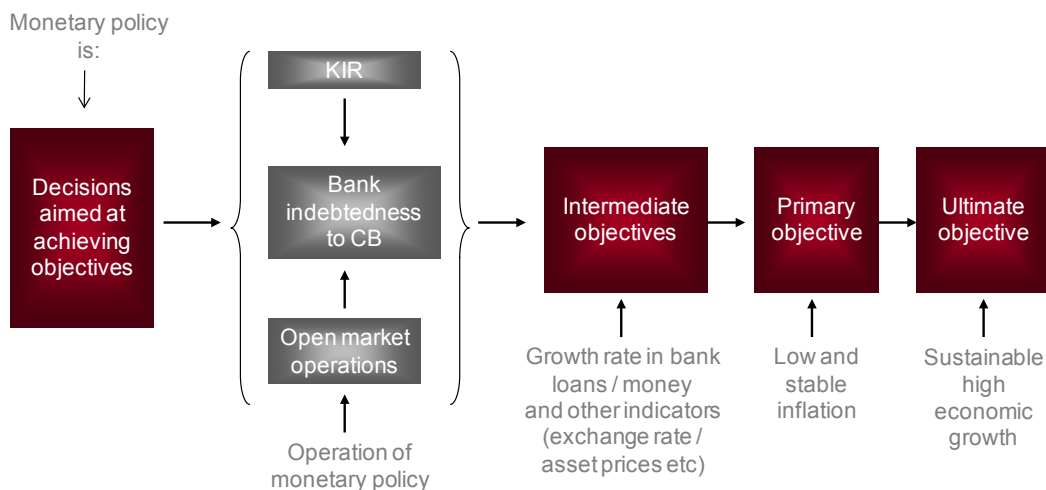 Monetary policy
is:
Decisions
aimed at
achieving
objectives
KIR
Bank
indebtedness
to CB
Open market
operations
Operation of
monetary policy
Intermediate
objectives
Growth rate in bank
loans / money
and other indicators
(exchange rate /
asset prices etc)
Primary
objective
Low and
stable
inflation
Ultimate
objective
Sustainable
high
economic
growth